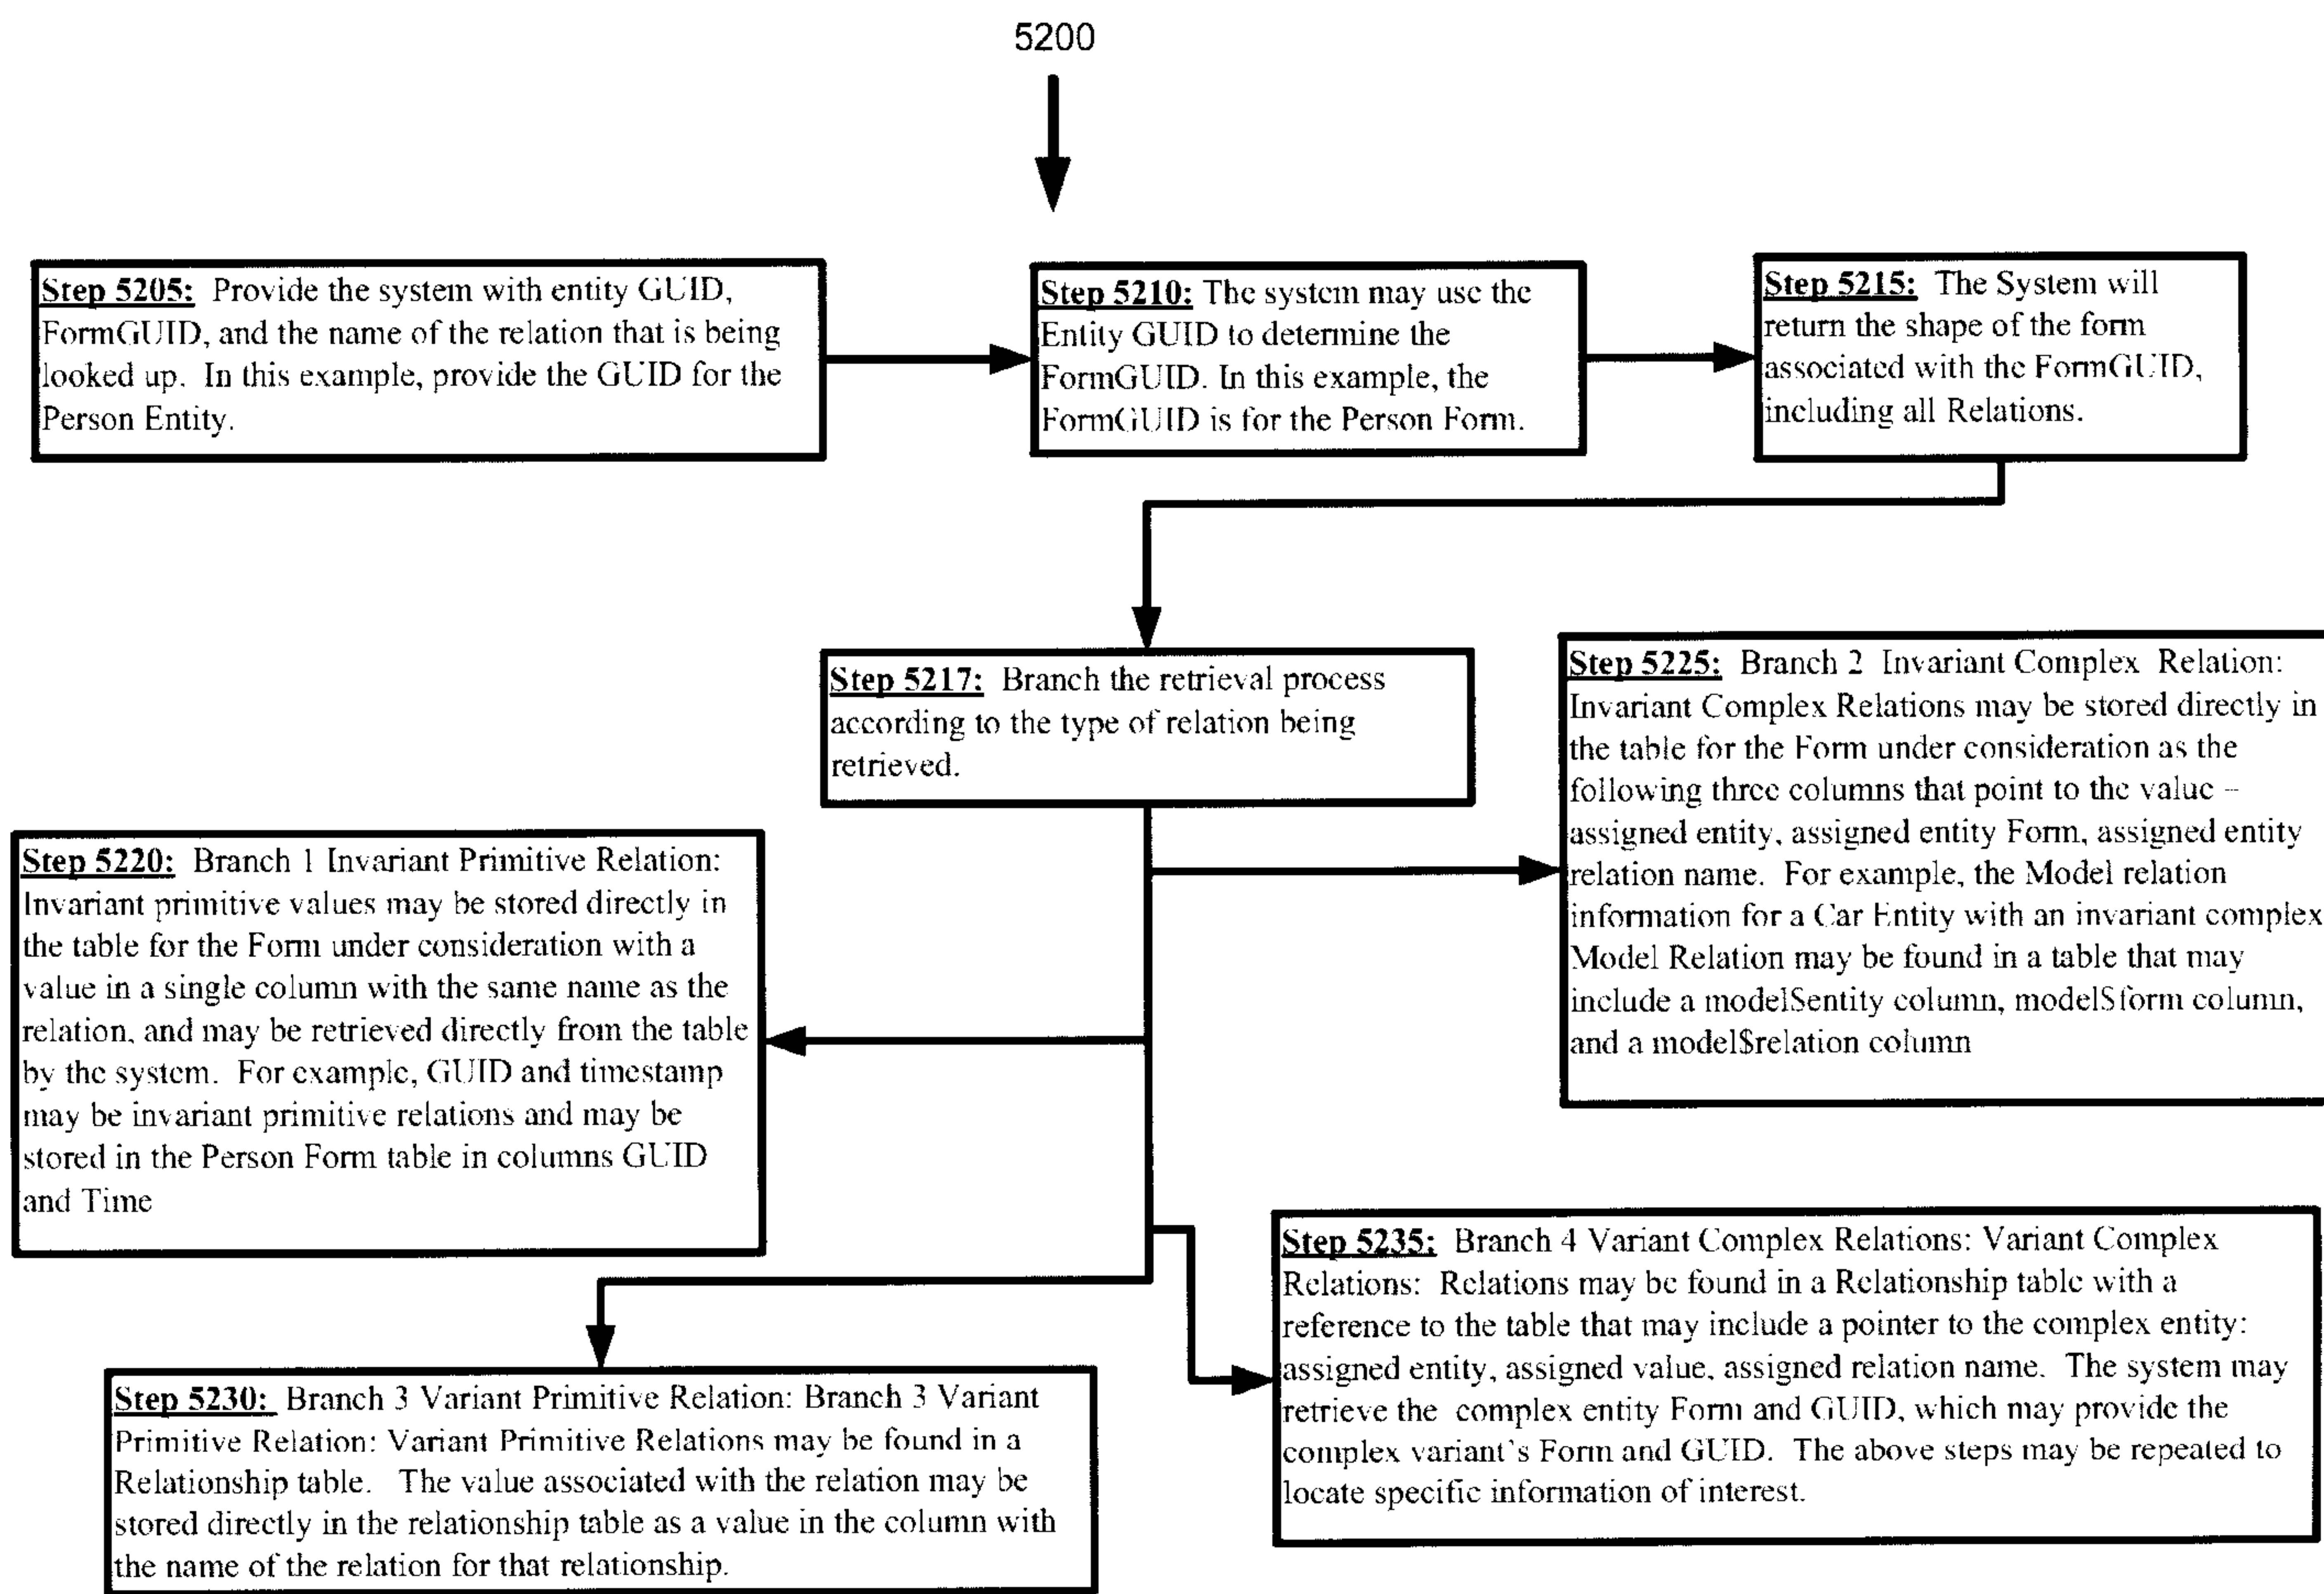 5200
Step 5205: Provide the system with entity GUID,
FormGUID, and the name of the relation that is being
looked up. In this example, provide the GUID for the
Person Entity.
Step 5210: The system may use the
Entity GUID to determine the
FormGUID. In this example, the
FormGUID is for the Person Form.
Step 5215: The System will
return the shape of the form
associated with the FormGUID,
including all Relations.
Step 5217: Branch the retrieval process
according to the type of relation being
retrieved.
Step 5220: Branch 1 Invariant Primitive Relation:
Invariant primitive values may be stored directly in
the table for the Form under consideration with a
value in a single column with the same name as the
relation, and may be retrieved directly from the table
by the system. For example, GUID and timestamp
may be invariant primitive relations and may be
stored in the Person Form table in columns GUID
and Time
Step 5225: Branch 2 Invariant Complex Relation:
Invariant Complex Relations may be stored directly in
the table for the Form under consideration as the
following three columns that point to the value –
assigned entity, assigned entity Form, assigned entity
relation name. For example, the Model relation
information for a Car Entity with an invariant complex
Model Relation may be found in a table that may
include a model$entity column, model$form column,
and a model$relation column
Step 5230: Branch 3 Variant Primitive Relation: Branch 3 Variant
Primitive Relation: Variant Primitive Relations may be found in a
Relationship table. The value associated with the relation may be
stored directly in the relationship table as a value in the column with
the name of the relation for that relationship.
Step 5235: Branch 4 Variant Complex Relations: Variant Complex
Relations: Relations may be found in a Relationship table with a
reference to the table that may include a pointer to the complex entity:
assigned entity, assigned value, assigned relation name. The system may
retrieve the complex entity Form and GUID, which may provide the
complex variant's Form and GUID. The above steps may be repeated to
locate specific information of interest.